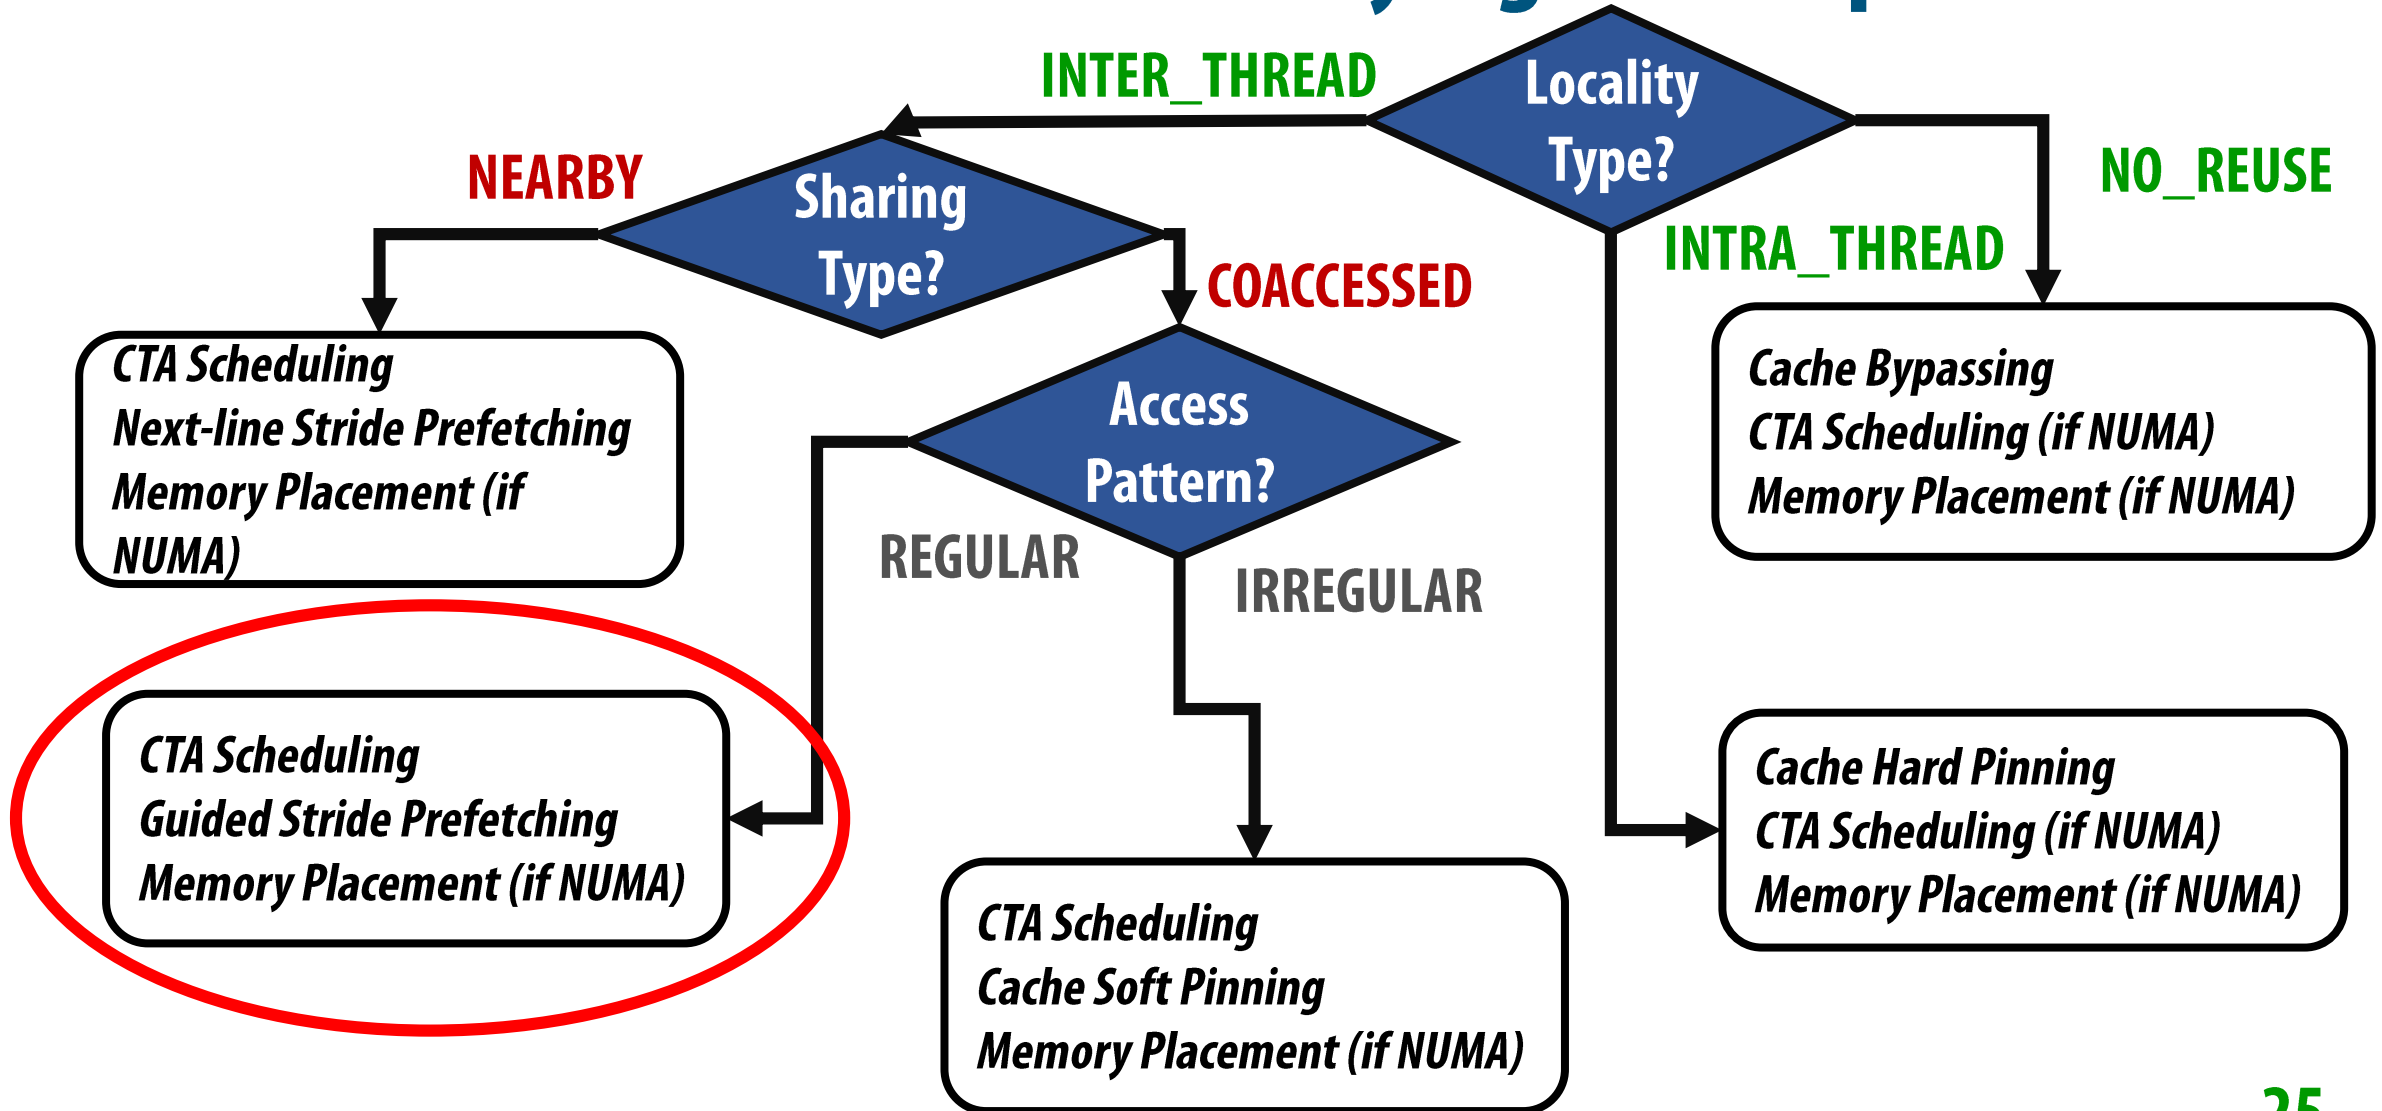 INTER_THREAD
Locality
Type?
NO_REUSE
INTRA_THREAD
NEARBY
Sharing
Type?
COACCESSED
CTA Scheduling
Next-line Stride Prefetching
Memory Placement (if
NUMA)
Access
Pattern?
REGULAR
IRREGULAR
Cache Bypassing
CTA Scheduling (if NUMA)
Memory Placement (if NUMA)
CTA Scheduling
Guided Stride Prefetching
Memory Placement (if NUMA)
CTA Scheduling
Cache Soft Pinning
Memory Placement (if NUMA)
Cache Hard Pinning
CTA Scheduling (if NUMA)
Memory Placement (if NUMA)
25